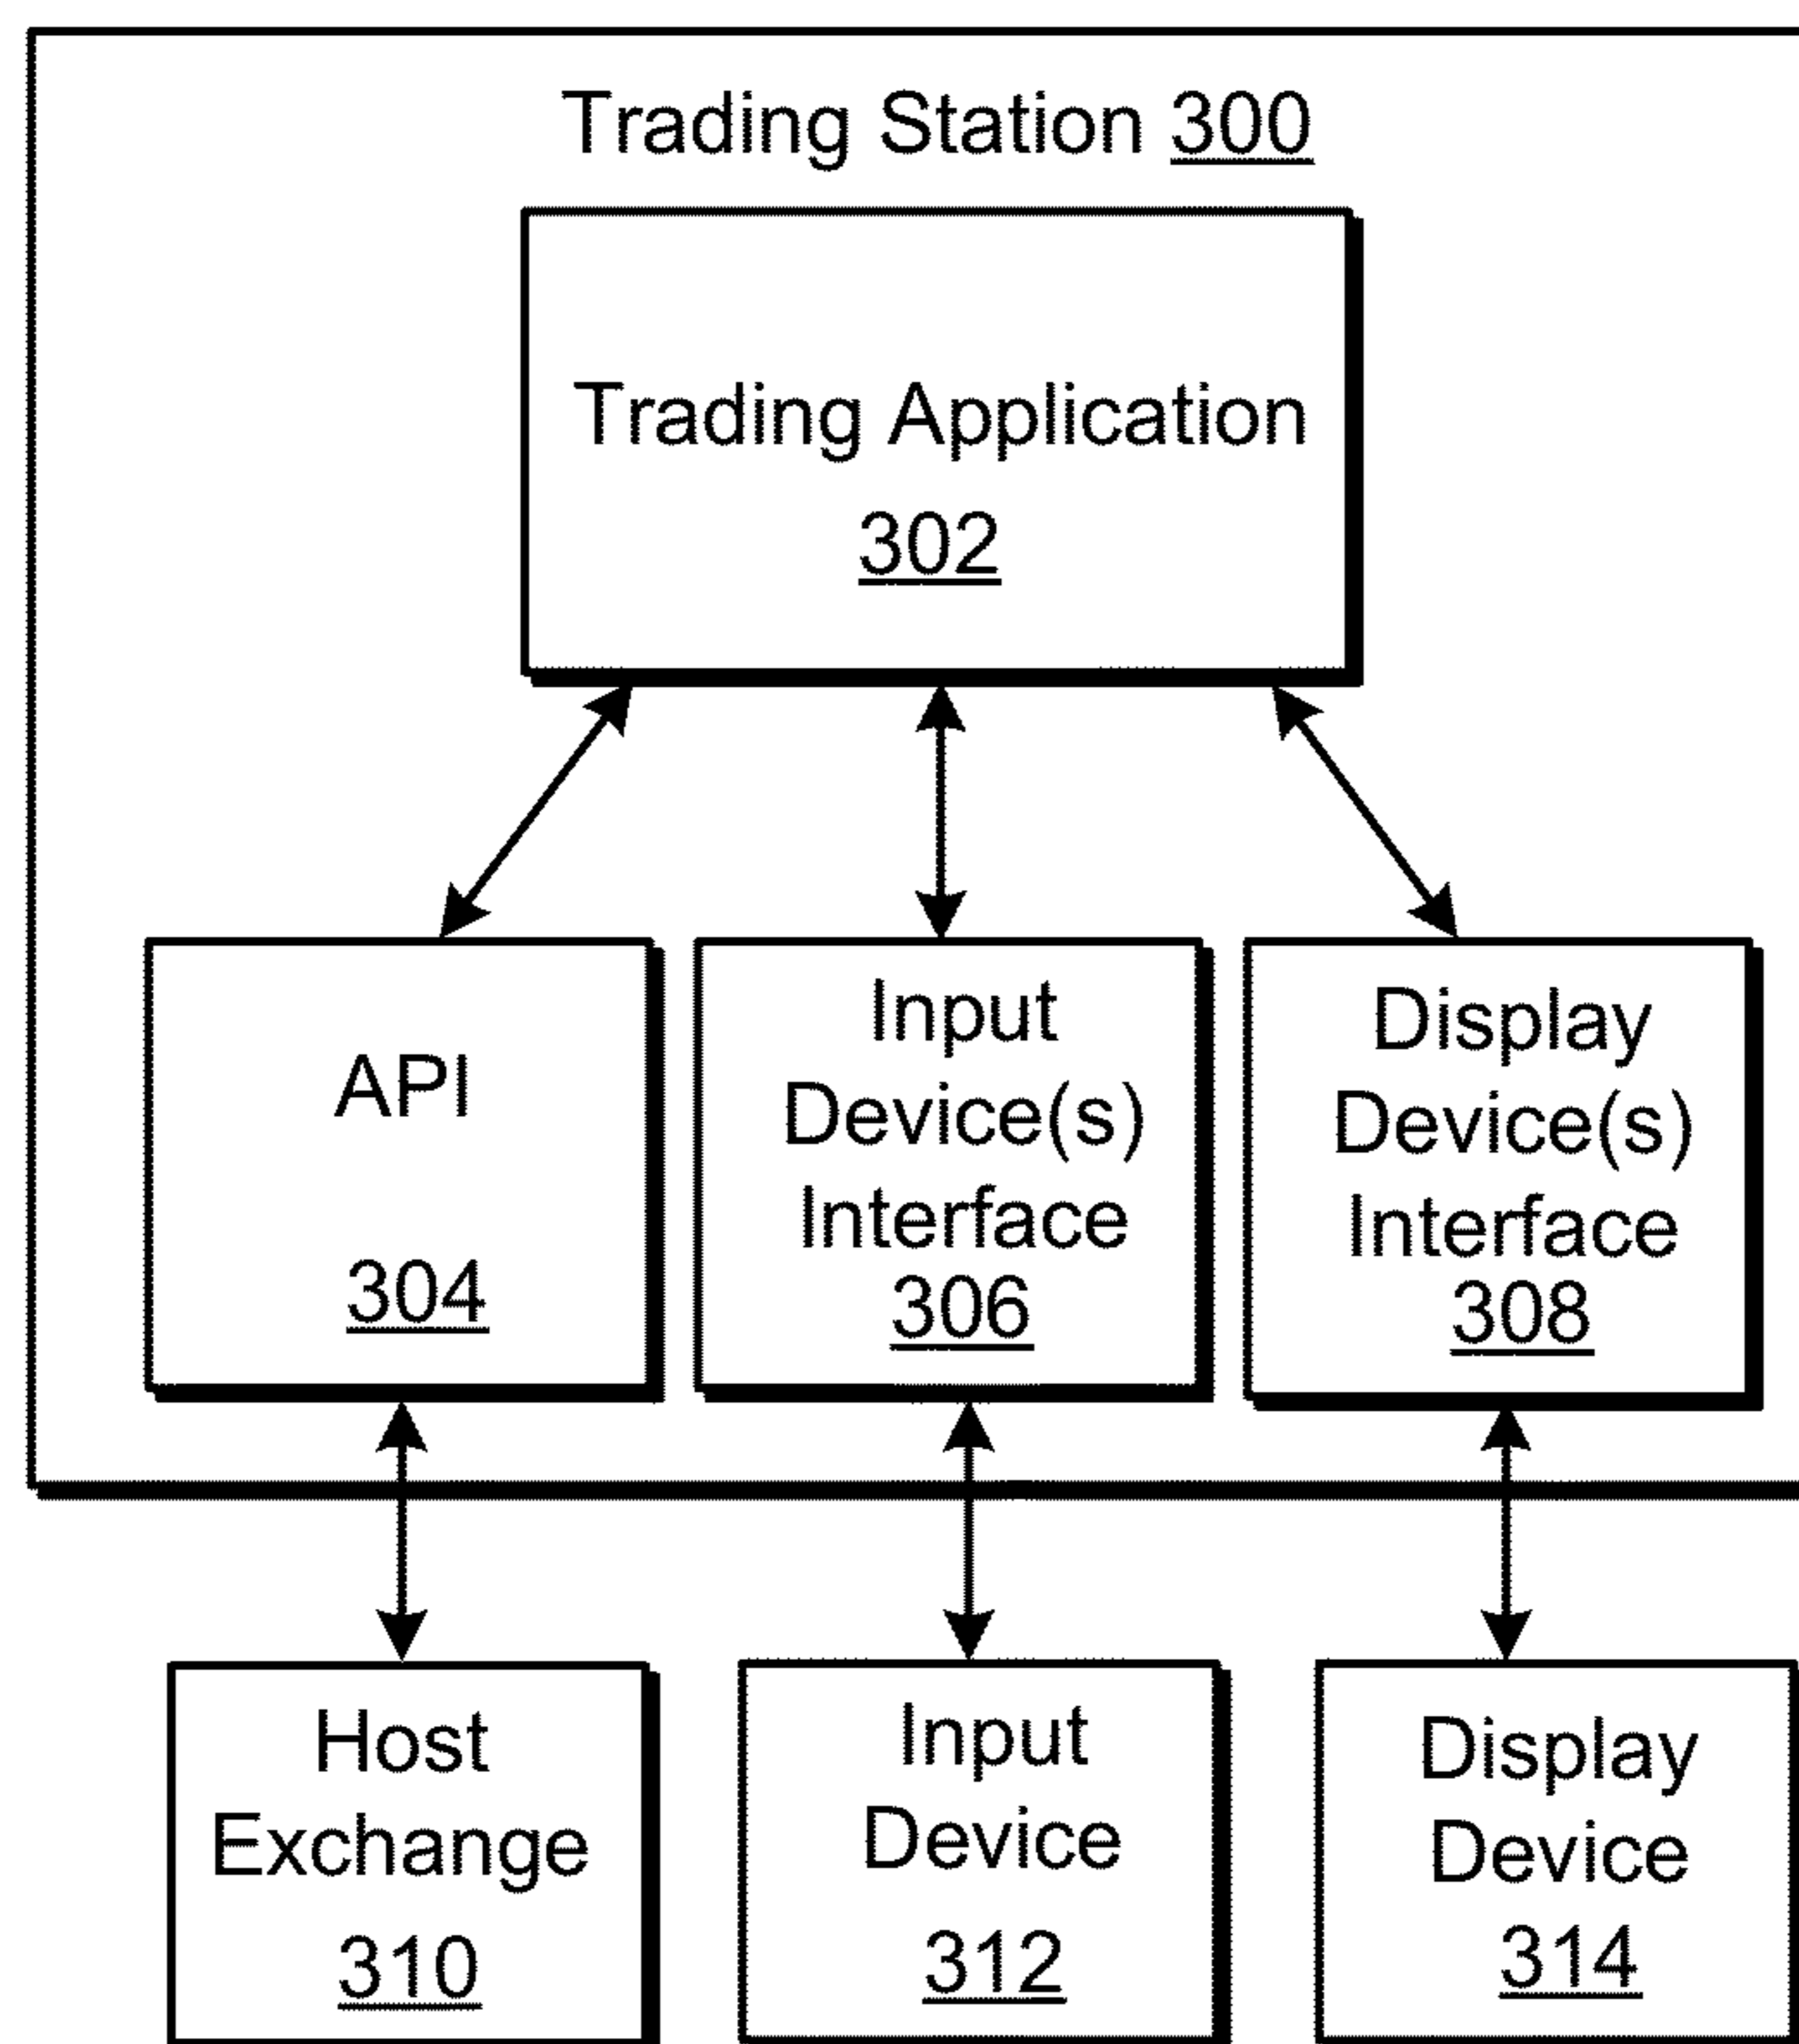 Trading Station 300
Trading Application
302
API
304
Input
Device(s)
Interface
306
Display
Device(s)
Interface
308
Host
Exchange
310
Input
Device
312
Display
Device
314